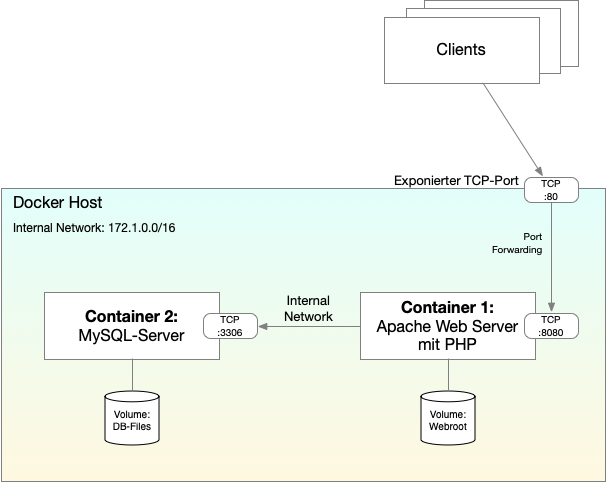 Clients
Exponierter TCP-Port
TCP
:80
Docker Host
Internal Network: 172.1.0.0/16
Port
Forwarding
Container 2:
MySQL-Server
TCP
:3306
Internal
Network
Container 1:
Apache Web Server
mit PHP
TCP
:8080
Volume:
DB-Files
Volume:
Webroot